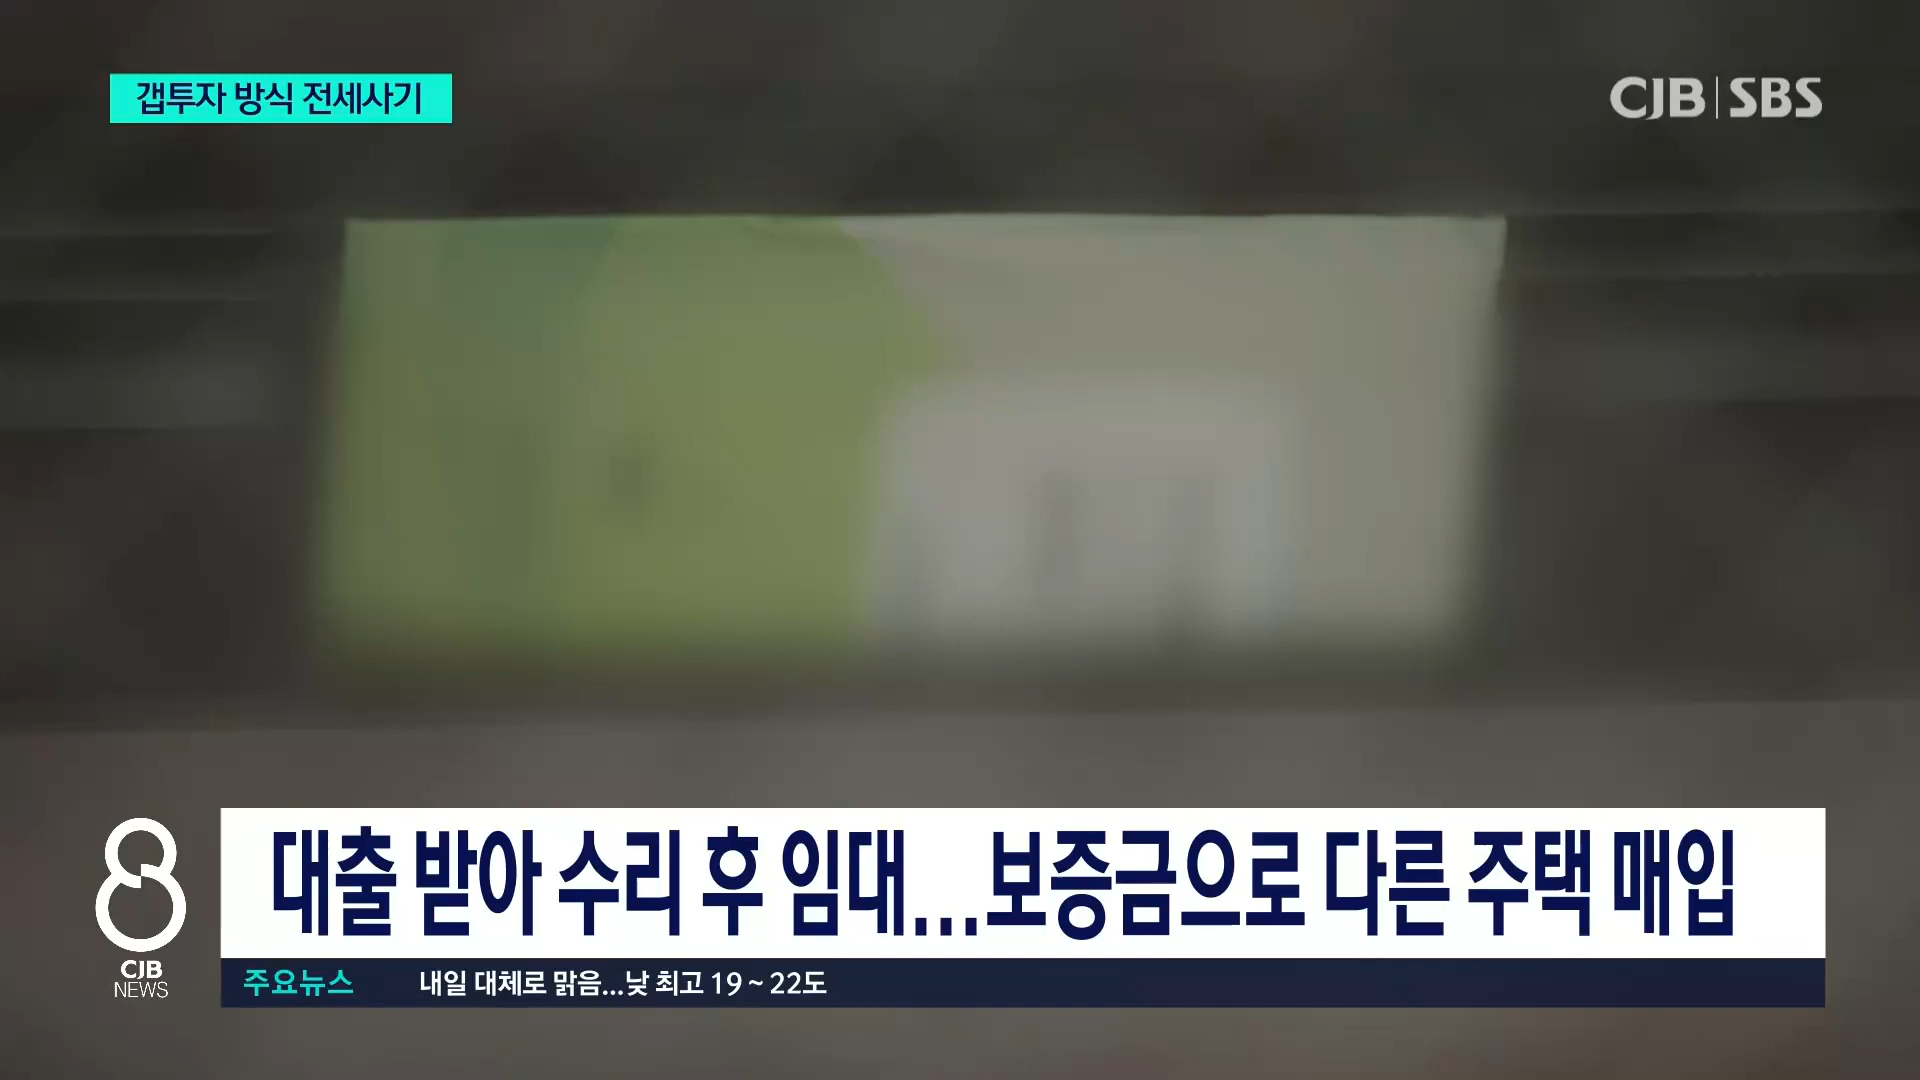 갭투자 방식 전세사기
CJB SBS
대출 받아 수리 후 임대...보증금으로 다른 주택 매입
8
CJB
NEWS
주요뉴스 내일 대체로 맑음...낮 최고 19 ~ 22도